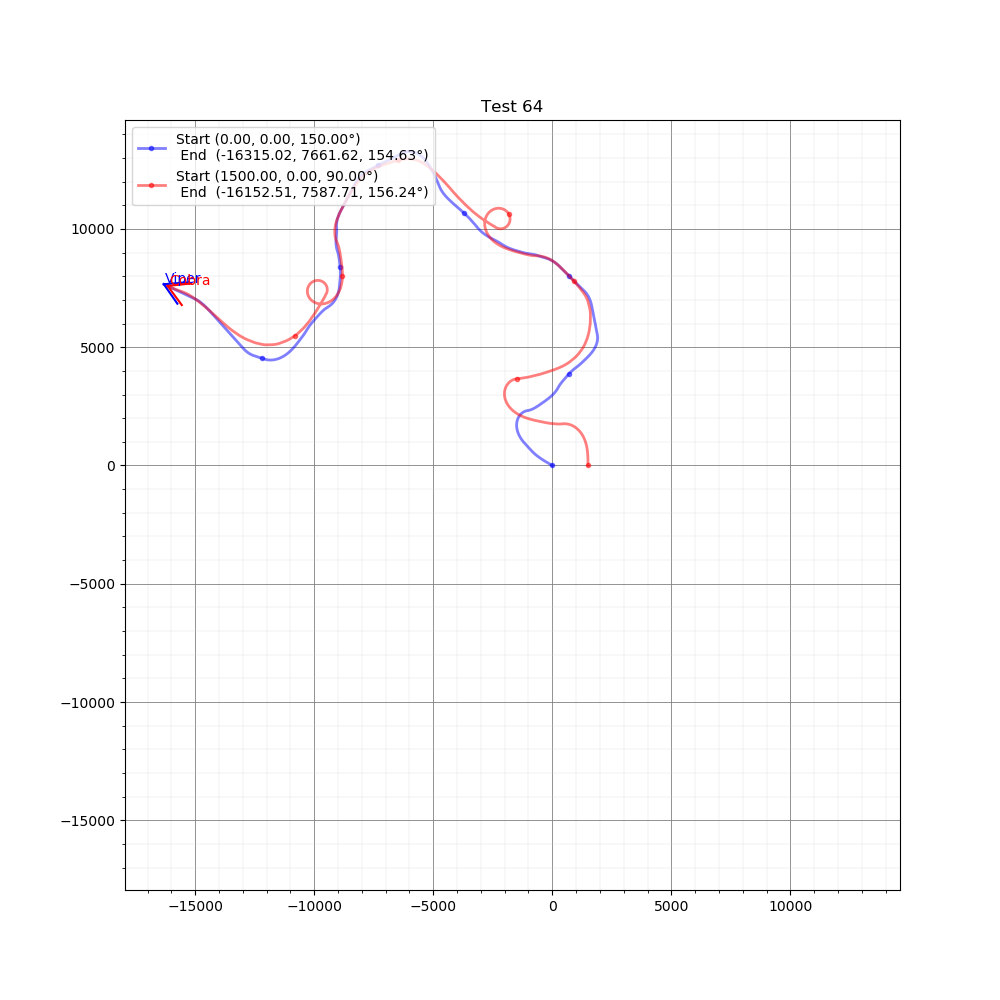 Test 64
Start (0.00, 0.00, 150.00°)
End (-16315.02, 7661.62, 154.63°)
Start (1500.00, 0.00, 90.00°)
End (-16152.51, 7587.71, 156.24°)
10000
5000
0
−5000
−10000
−15000
−15000 −10000 −5000 0 5000 10000